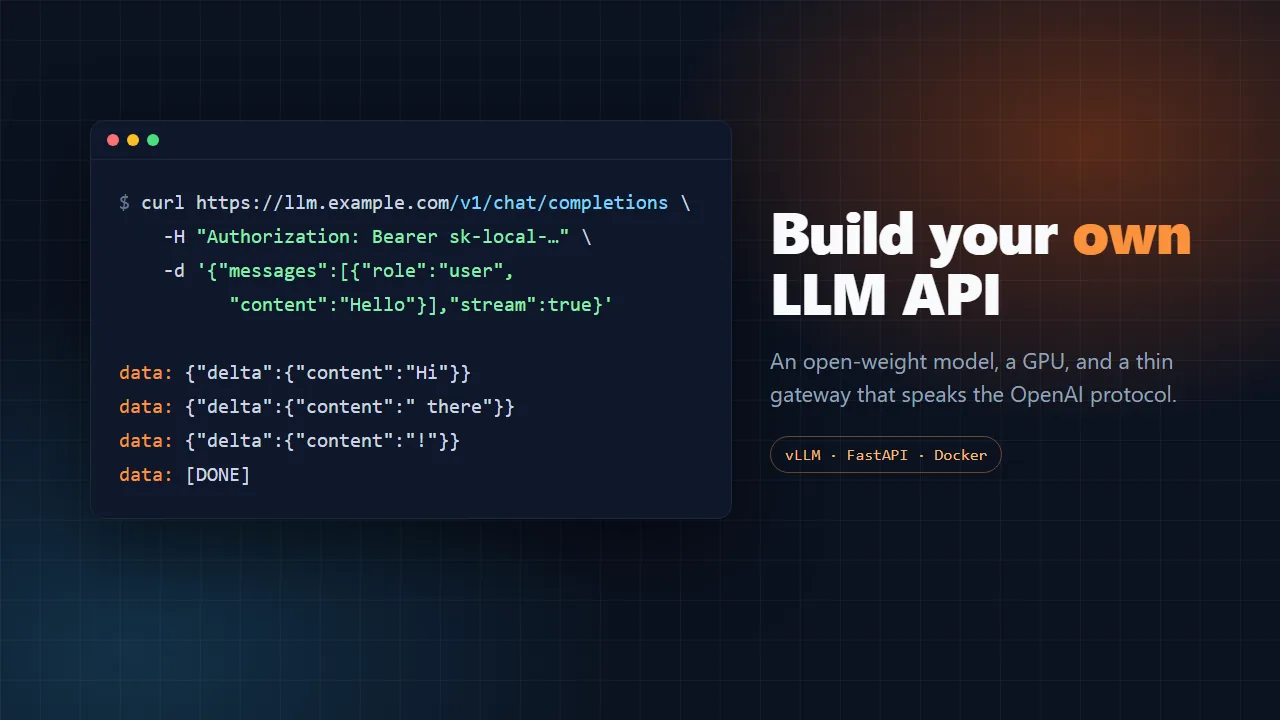 $ curl https://llm.example.com/v1/chat/completions \
-H "Authorization: Bearer sk-local-…" \
-d '{"messages":[{"role":"user",
"content":"Hello"}],"stream":true}'
data: {"delta":{"content":"Hi"}}
data: {"delta":{"content":" there"}}
data: {"delta":{"content":"!"}}
data: [DONE]
Build your own
LLM API
An open-weight model, a GPU, and a thin
gateway that speaks the OpenAI protocol.
vLLM · FastAPI · Docker